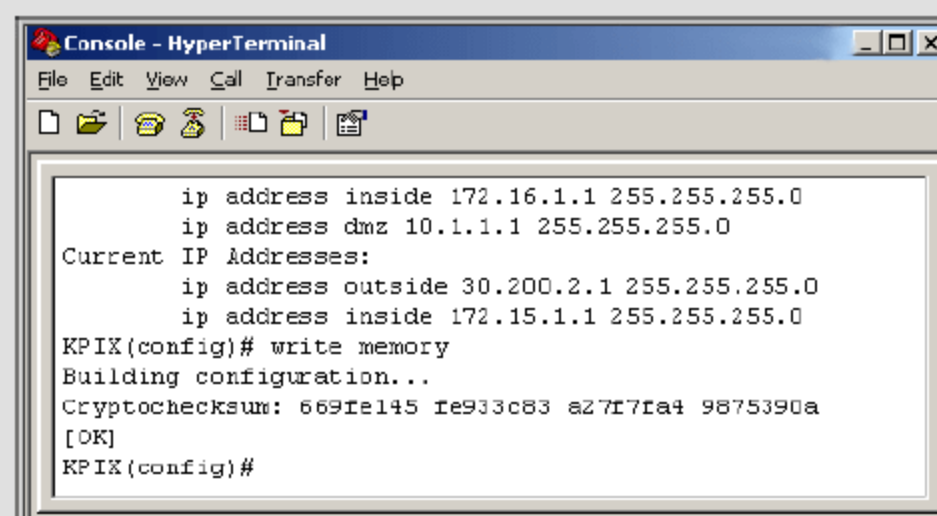 Console - HyperTerminal
File Edit View Call Transfer Help
ip address inside 172.16.1.1 255.255.255.0
ip address dmz 10.1.1.1 255.255.255.0
Current IP Addresses:
ip address outside 30.200.2.1 255.255.255.0
ip address inside 172.15.1.1 255.255.255.0
KPIX(config)# write memory
Building configuration...
Cryptochecksum: 669fe145 fe933c83 a27f7fa4 9875390a
[OK]
KPIX(config)#